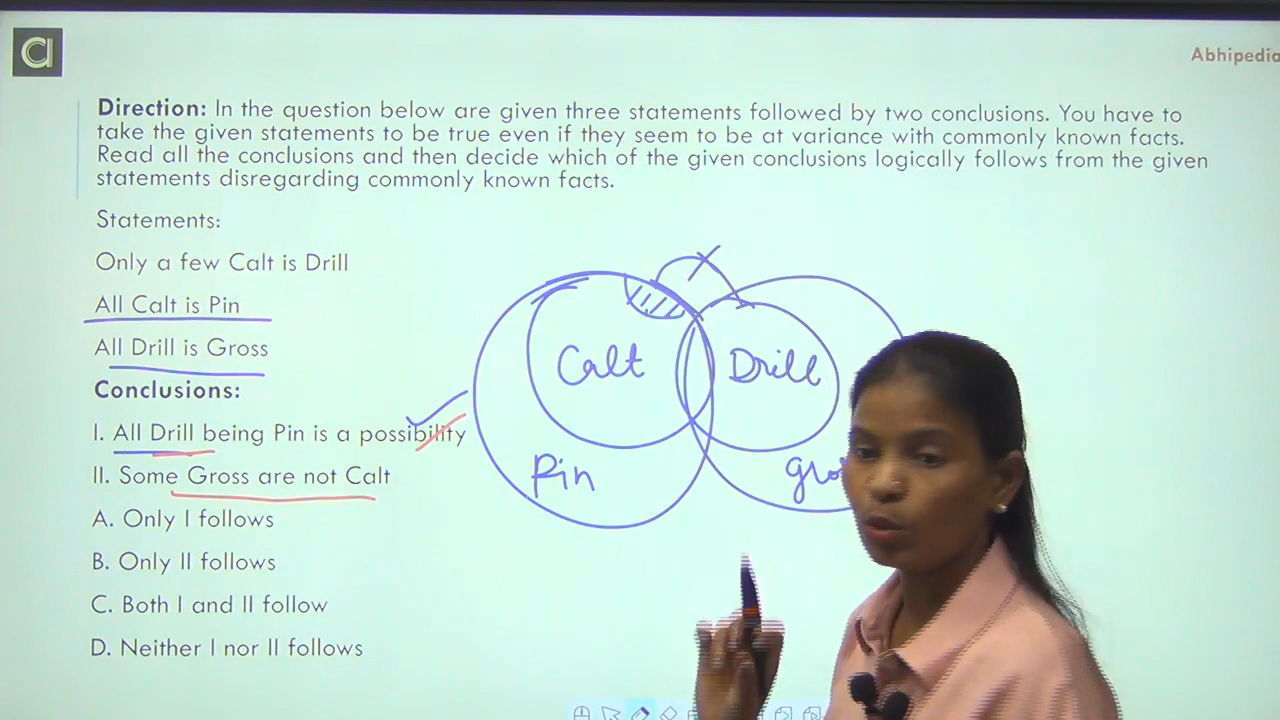 Abhipedia
Direction: In the question below are given three statements followed by two conclusions. You have to
take the given statements to be true even if they seem to be at variance with commonly known facts.
Read all the conclusions and then decide which of the given conclusions logically follows from the given
statements disregarding commonly known facts.
Statements:
Only a few Calt is Drill
All Calt is Pin
All Drill is Gross
Conclusions:
I. All Drill being Pin is a possibility
II. Some Gross are not Calt
A. Only I follows
B. Only II follows
C. Both I and II follow
D. Neither I nor II follows
Calt
Drill
Pin